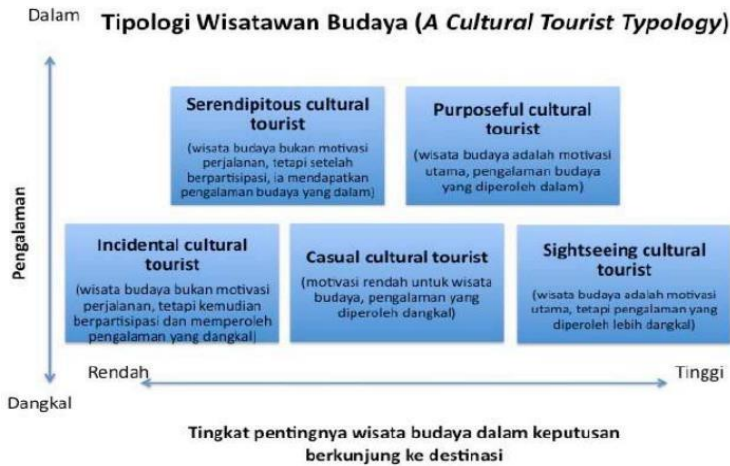 Dalam
Tipologi Wisatawan Budaya (A Cultural Tourist Typology)
Serendipitous cultural
tourist
(wisata budaya bukan motivasi
perjalanan, tetapi setelah
berpartisipasi, ia mendapatkan
pengalaman budaya yang dalam)
Purposeful cultural
tourist
(wisata budaya adalah motivasi
utama, pengalaman budaya
yang diperoleh dalam)
Pengalaman
Incidental cultural
tourist
(wisata budaya bukan motivasi
perjalanan, tetapi kemudian
berpartisipasi dan memperoleh
pengalaman yang dangkal)
Casual cultural tourist
(motivasi rendah untuk wisata
budaya, pengalaman yang
diperoleh dangkal)
Sightseeing cultural
tourist
(wisata budaya adalah motivasi
utama, tetapi pengalaman yang
diperoleh lebih dangkal)
Rendah
Tinggi
Dangkal
Tingkat pentingnya wisata budaya dalam keputusan
berkunjung ke destinasi